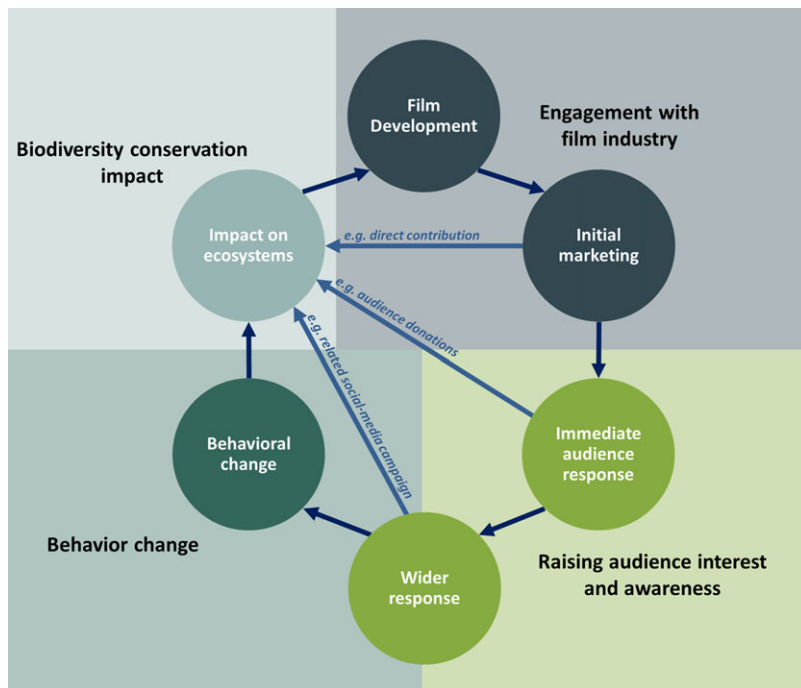 Film
Development
Engagement with
film industry
Biodiversity conservation
impact
Impact on
ecosystems
e.g. direct contribution
Initial
marketing
e.g. audience donations
e.g. related social-media campaign
Behavioral
change
Immediate
audience
response
Behavior change
Wider
response
Raising audience interest
and awareness